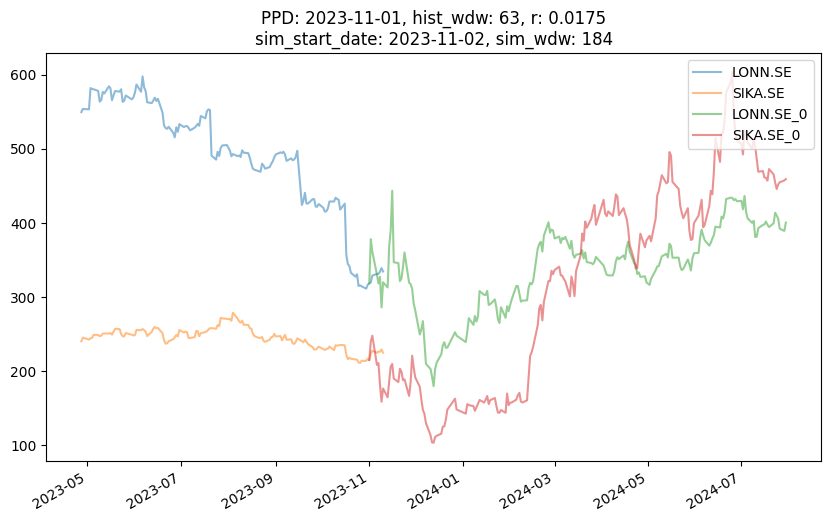 PPD: 2023-11-01, hist_wdw: 63, r: 0.0175
sim_start_date: 2023-11-02, sim_wdw: 184
LONN.SE
SIKA.SE
LONN.SE_0
SIKA.SE_0
600
500
400
300
200
100
2023-05
2023-07
2023-09
2023-11
2024-01
2024-03
2024-05
2024-07